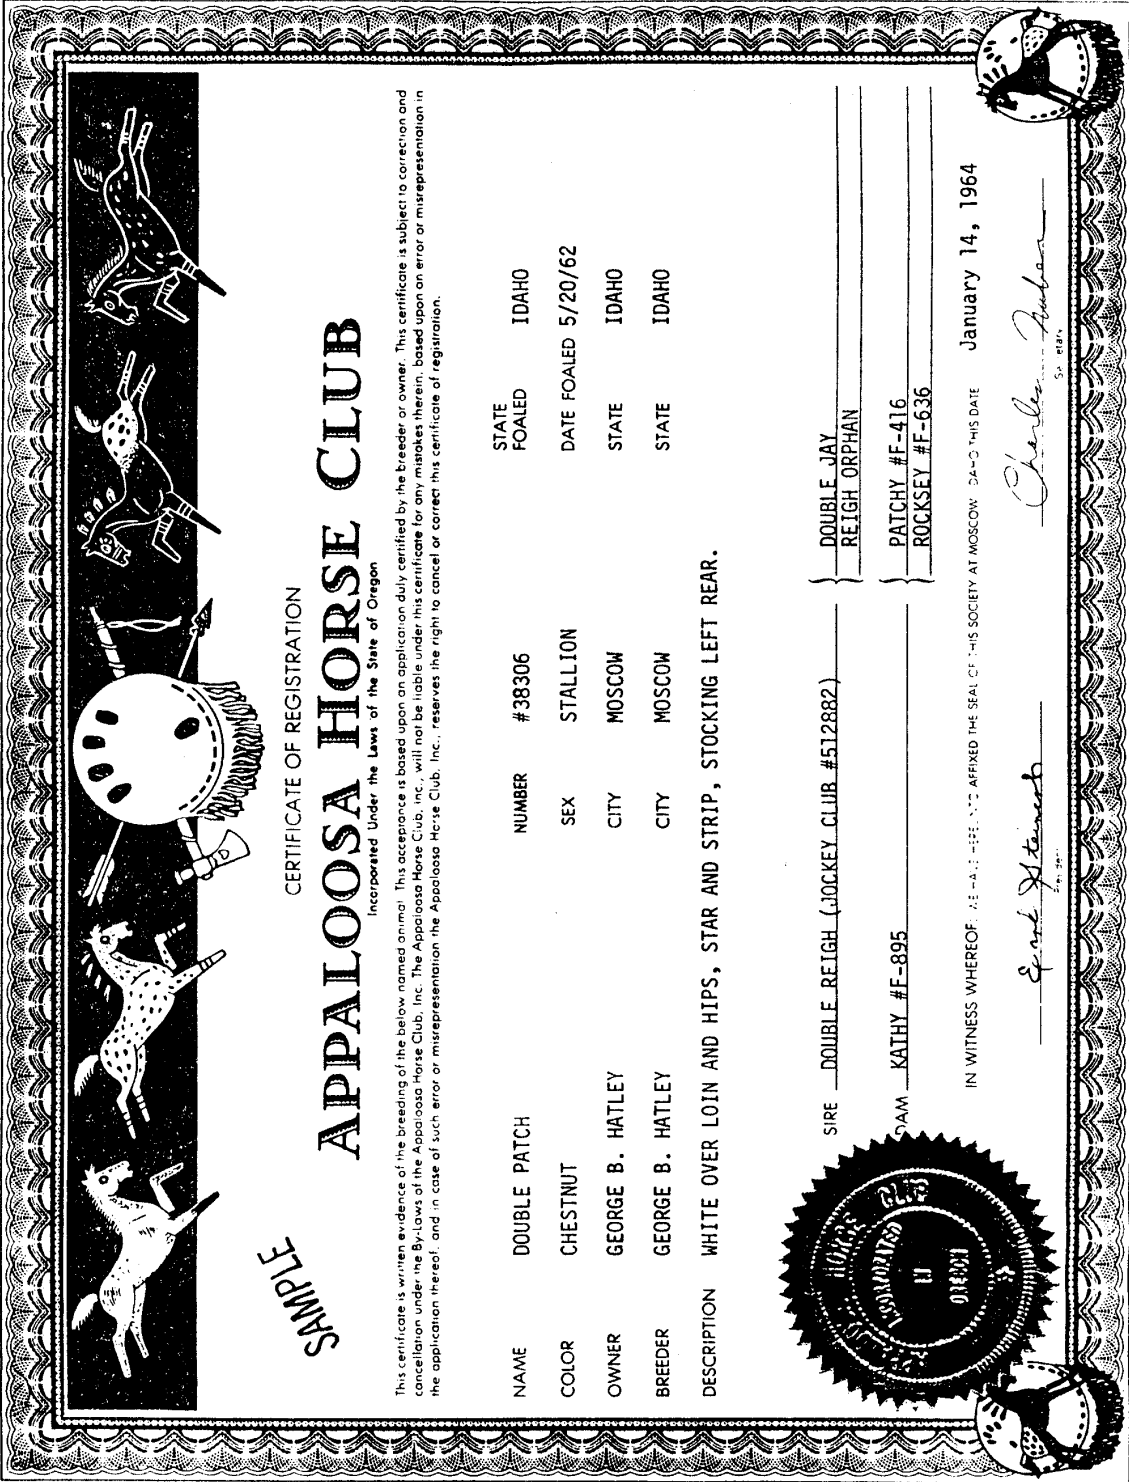 CERTIFICATE OF REGISTRATION
APPALOOSA HORSE CLUB
Incorporated Under the Laws of the State of Oregon
SAMPLE
This certificate is written evidence of the breeding of the below named animal. This acceptance is based upon an application duly certified by the breeder or owner. This certificate is subject to correction and
cancellation under the By-Laws of the Appaloosa Horse Club, Inc. The Appaloosa Horse Club, Inc., will not be liable under this certificate for any mistakes therein, based upon an error or misrepresentation in
the application thereof, and in case of such error or misrepresentation the Appaloosa Horse Club, Inc., reserves the right to cancel or correct this certificate of registration.
NAME DOUBLE PATCH NUMBER #38306 STATE FOALED IDAHO
COLOR CHESTNUT SEX STALLION DATE FOALED 5/20/62
OWNER GEORGE B. HATLEY CITY MOSCOW STATE IDAHO
BREEDER GEORGE B. HATLEY CITY MOSCOW STATE IDAHO
DESCRIPTION WHITE OVER LOIN AND HIPS, STAR AND STRIP, STOCKING LEFT REAR.
SIRE DOUBLE REIGH (JOCKEY CLUB #512882)
DOUBLE JAY
REIGH ORPHAN
DAM KATHY #F-895
PATCHY #F-416
ROCKSEY #F-636
IN WITNESS WHEREOF, WE HAVE HEREUNTO AFFIXED THE SEAL OF THIS SOCIETY AT MOSCOW, IDAHO THIS DATE January 14, 1964
President
Charles
Secretary
HORSE CLUB
INCORPORATED
IN
OREGON